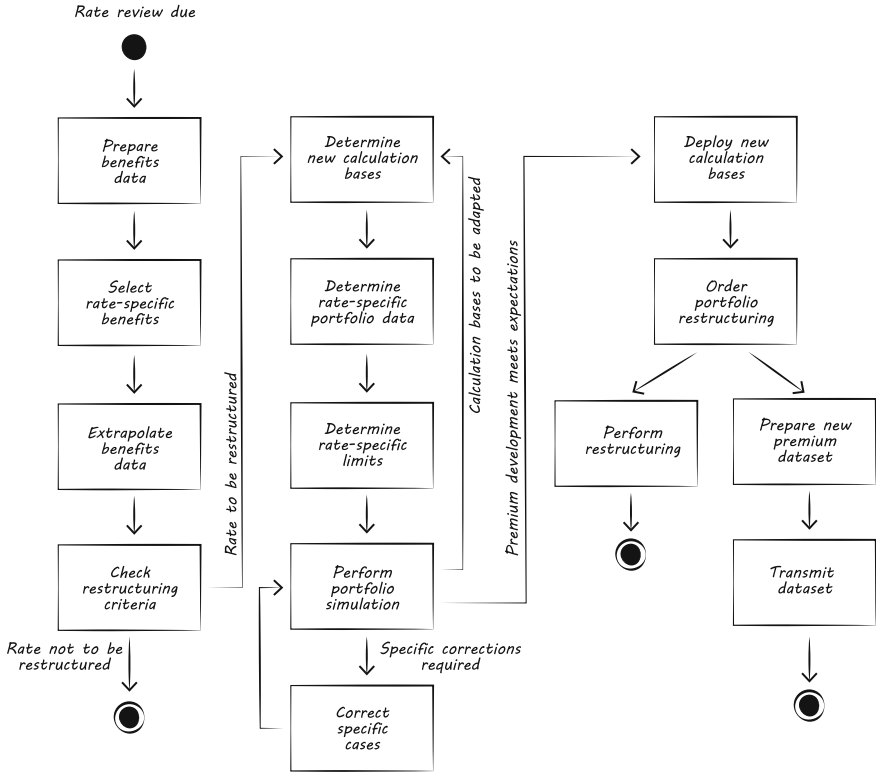 Rate review due
Prepare
benefits
data
Select
rate-specific
benefits
Extrapolate
benefits
data
Check
restructuring
criteria
Rate not to be
restructured
Rate to be restructured
Determine
new calculation
bases
Determine
rate-specific
portfolio data
Determine
rate-specific
limits
Perform
portfolio
simulation
Specific corrections
required
Correct
specific
cases
Calculation bases to be adapted
Premium development meets expectations
Deploy new
calculation
bases
Order
portfolio
restructuring
Perform
restructuring
Prepare new
premium
dataset
Transmit
dataset